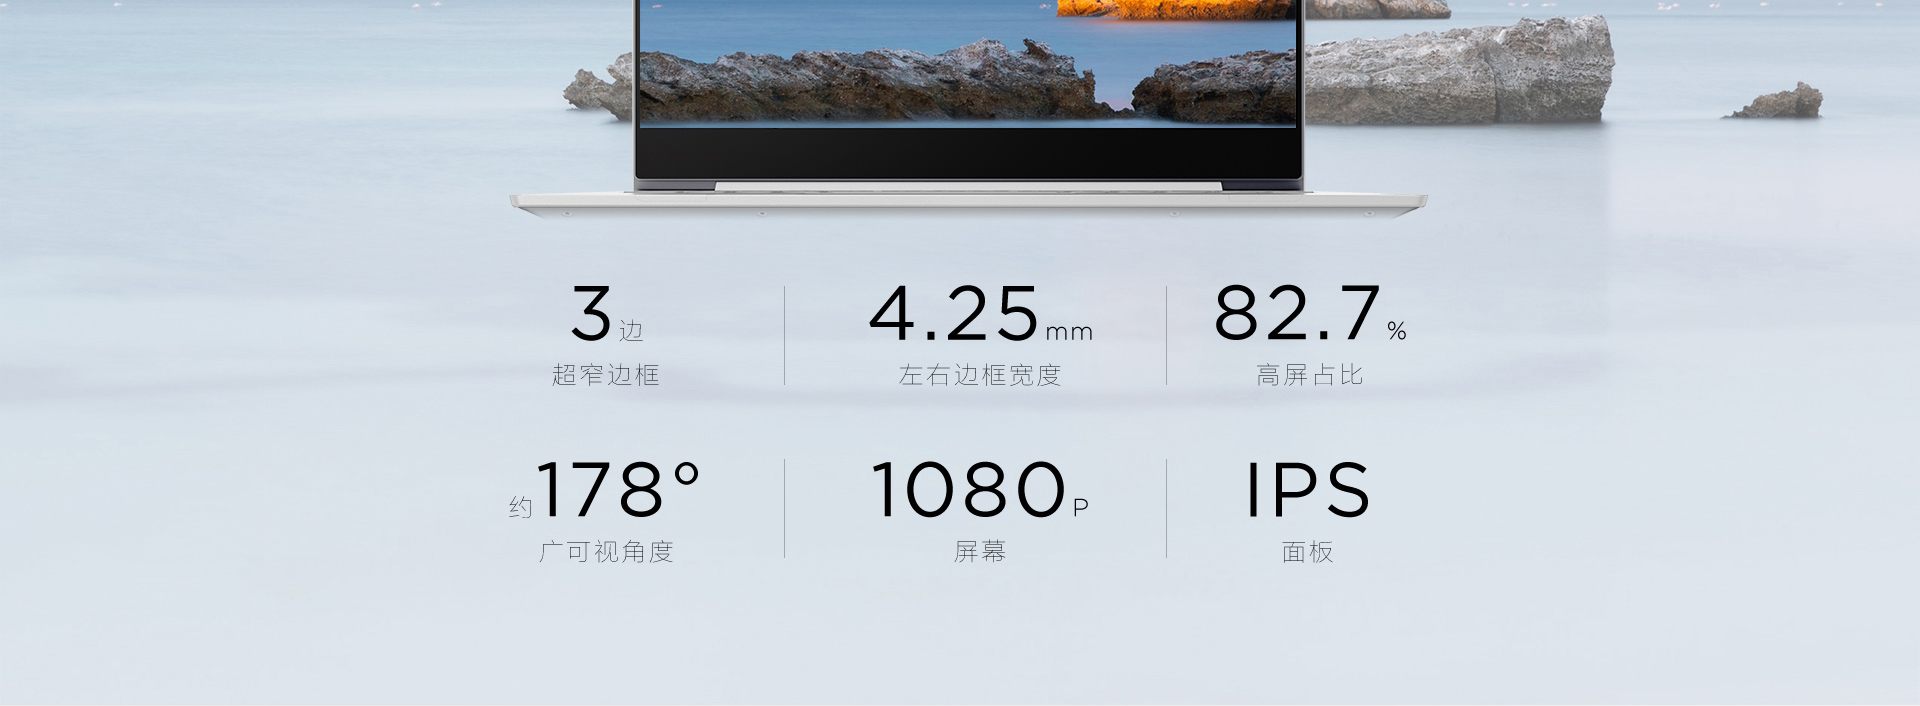 3边
超窄边框
4.25mm
左右边框宽度
82.7%
高屏占比
约178°
广可视角度
1080P
屏幕
IPS
面板